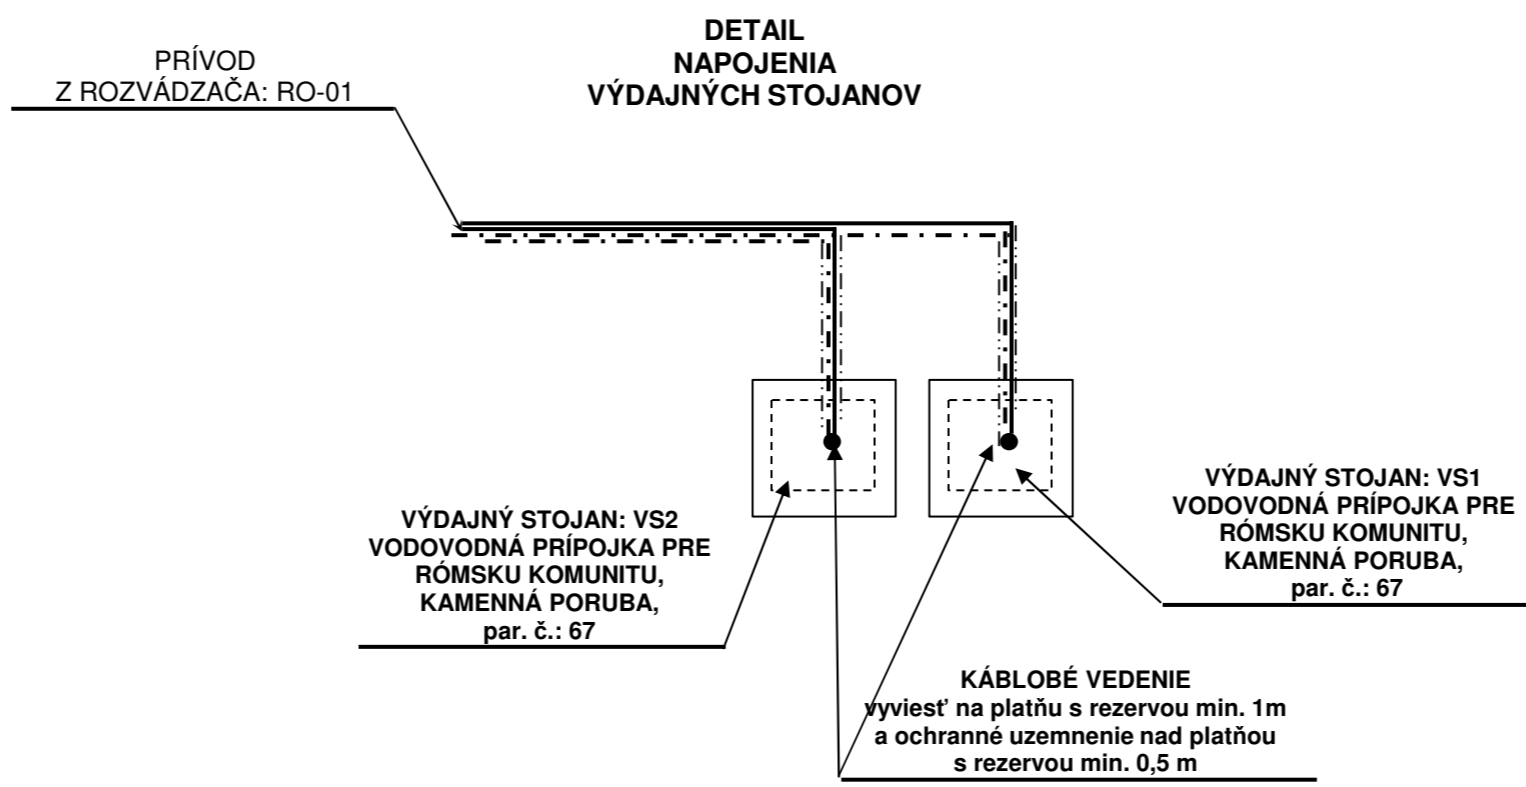 DETAIL
NAPOJENIA
VÝDAJNÝCH STOJANOV
PRÍVOD
Z ROZVÁDZAČA: RO-01
VÝDAJNÝ STOJAN: VS2
VODOVODNÁ PRÍPOJKA PRE
RÓMSKU KOMUNITU,
KAMENNÁ PORUBA,
par. č.: 67
VÝDAJNÝ STOJAN: VS1
VODOVODNÁ PRÍPOJKA PRE
RÓMSKU KOMUNITU,
KAMENNÁ PORUBA,
par. č.: 67
KÁBLOBÉ VEDENIE
vyviesť na platňu s rezervou min. 1m
a ochranné uzemnenie nad platňou
s rezervou min. 0,5 m